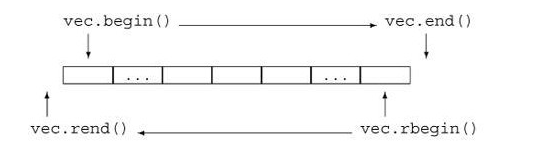 vec.begin() vec.end()
... ...
vec.rend() vec.rbegin()